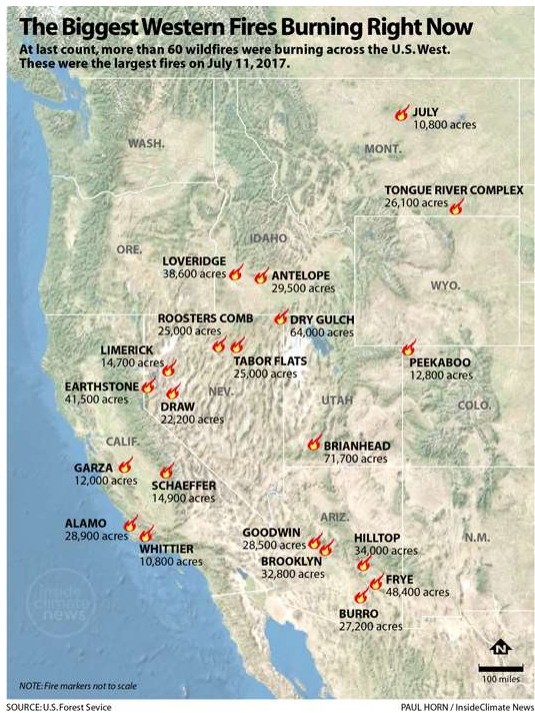 The Biggest Western Fires Burning Right Now
At last count, more than 60 wildfires were burning across the U.S. West.
These were the largest fires on July 11, 2017.
JULY
10,800 acres
WASH.
MONT.
TONGUE RIVER COMPLEX
26,100 acres
ORE.
IDAHO
LOVERIDGE
38,600 acres
ANTELOPE
29,500 acres
WYO.
ROOSTERS COMB
25,000 acres
DRY GULCH
64,000 acres
LIMERICK
14,700 acres
TABOR FLATS
25,000 acres
PEEKABOO
12,800 acres
EARTHSTONE
41,500 acres
NEV.
DRAW
22,200 acres
UTAH
COLO.
CALIF.
BRIANHEAD
71,700 acres
GARZA
12,000 acres
SCHAEFFER
14,900 acres
ALAMO
28,900 acres
WHITTIER
10,800 acres
ARIZ.
GOODWIN
28,500 acres
HILLTOP
34,000 acres
N.M.
BROOKLYN
32,800 acres
FRYE
48,400 acres
BURRO
27,200 acres
inside
climate
news
N
100 miles
NOTE: Fire markers not to scale
SOURCE: U.S. Forest Sevice
PAUL HORN / InsideClimate News